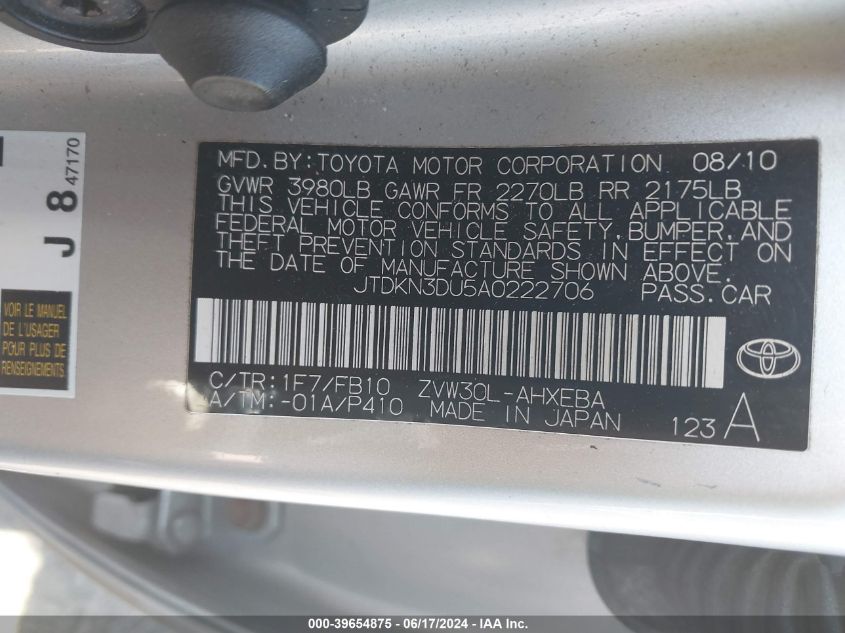 J 8 47170
VOIR LE MANUEL
DE L'USAGER
POUR PLUS DE
RENSEIGNEMENTS
MFD.BY:TOYOTA MOTOR CORPORATION 08/10
GVWR 3980LB GAWR FR 2270LB RR 2175LB
THIS VEHICLE CONFORMS TO ALL APPLICABLE
FEDERAL MOTOR VEHICLE SAFETY,BUMPER,AND
THEFT PREVENTION STANDARDS IN EFFECT ON
THE DATE OF MANUFACTURE SHOWN ABOVE.
JTDKN3DU5A0222706 PASS.CAR
C/TR:1F7/FB10 ZVW30L-AHXEBA
A/TM:-01A/P410 MADE IN JAPAN 123 A
000-39654875 - 06/17/2024 - IAA Inc.